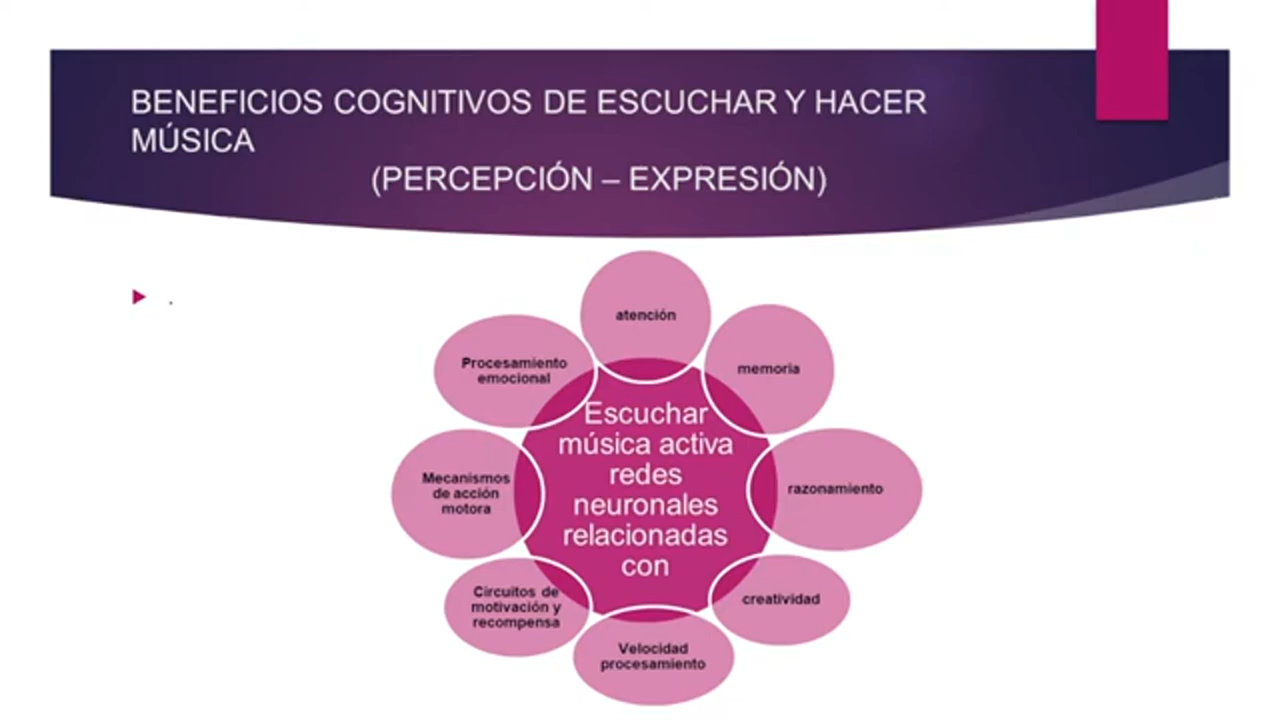 BENEFICIOS COGNITIVOS DE ESCUCHAR Y HACER
MÚSICA
(PERCEPCIÓN – EXPRESIÓN)
.
atención
memoria
razonamiento
creatividad
Velocidad
procesamiento
Circuitos de
motivación y
recompensa
Mecanismos
de acción
motora
Procesamiento
emocional
Escuchar
música activa
redes
neuronales
relacionadas
con